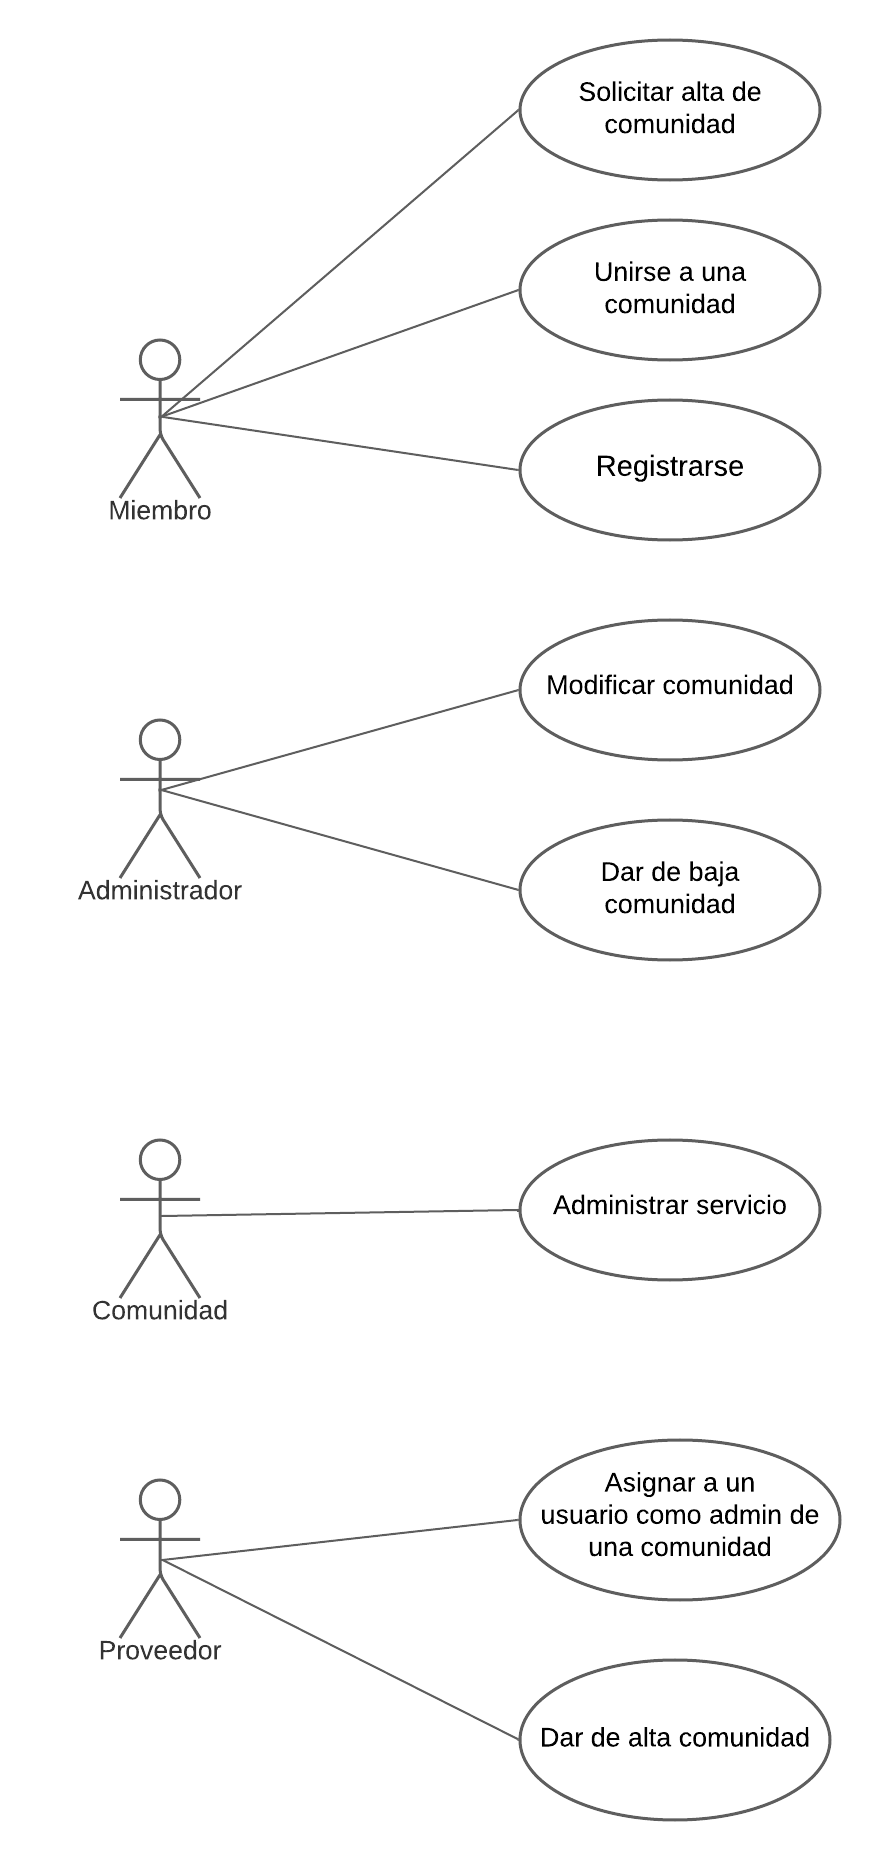 Solicitar alta de
comunidad
Unirse a una
comunidad
Registrarse
Miembro
Modificar comunidad
Dar de baja
comunidad
Administrador
Administrar servicio
Comunidad
Asignar a un
usuario como admin de
una comunidad
Proveedor
Dar de alta comunidad